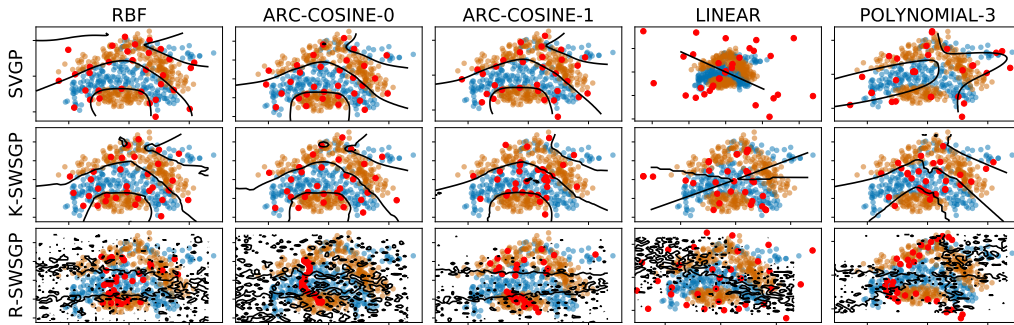 RBF ARC-COSINE-0 ARC-COSINE-1 LINEAR POLYNOMIAL-3
SVGP
K-SWSGP
R-SWSGP